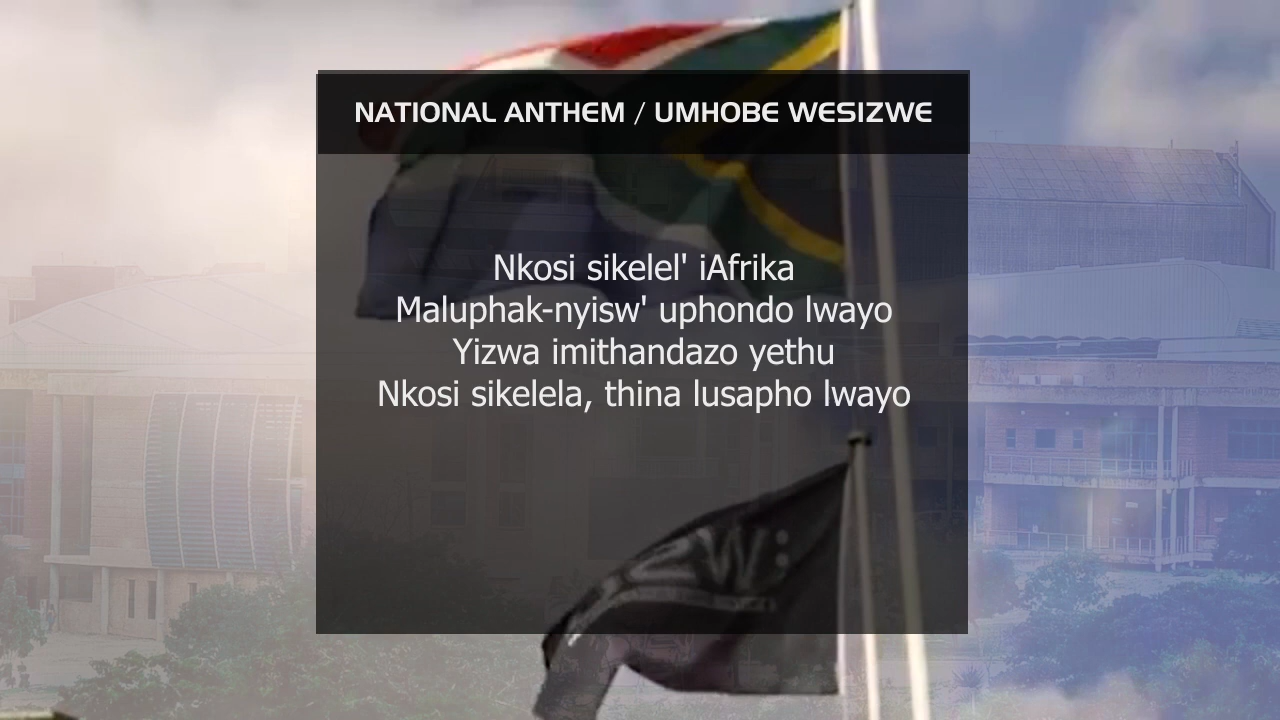 NATIONAL ANTHEM / UMHOBE WESIZWE
Nkosi sikelel' iAfrika
Maluphak-nyisw' uphondo lwayo
Yizwa imithandazo yethu
Nkosi sikelela, thina lusapho lwayo